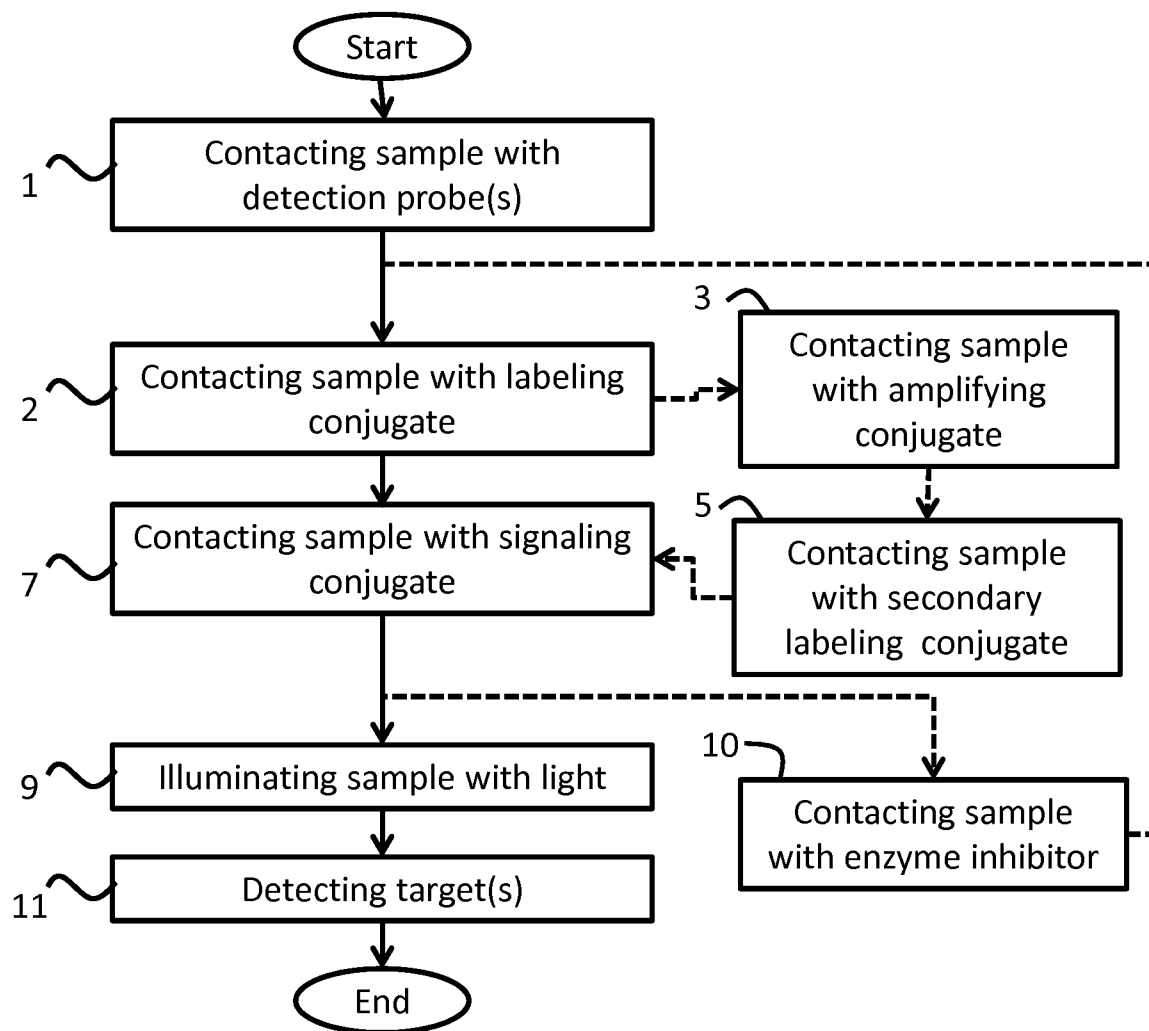 Start
1
Contacting sample with
detection probe(s)
2
Contacting sample with labeling
conjugate
3
Contacting sample
with amplifying
conjugate
5
Contacting sample
with secondary
labeling conjugate
7
Contacting sample with signaling
conjugate
9
Illuminating sample with light
10
Contacting sample
with enzyme inhibitor
11
Detecting target(s)
End